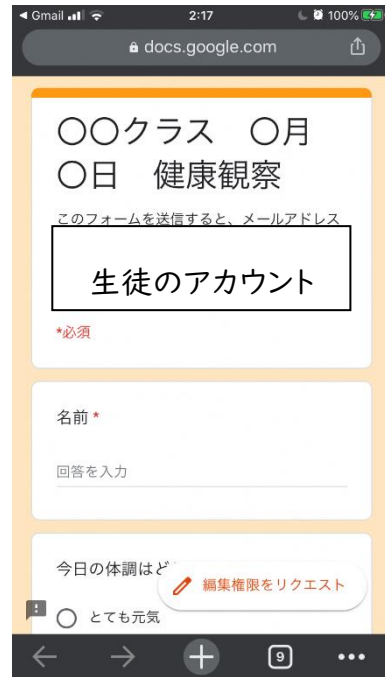 Gmail 2:17 100%
docs.google.com
〇〇クラス 〇月
〇日 健康観察
このフォームを送信すると、メールアドレス
生徒のアカウント
*必須
名前 *
回答を入力
今日の体調はど
編集権限をリクエスト
とても元気
9